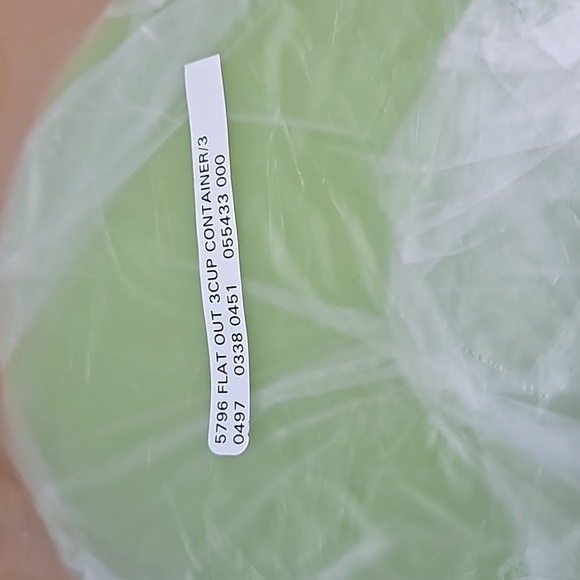 5796 FLAT OUT 3CUP CONTAINER/3
0497 0338 0451 055433 000